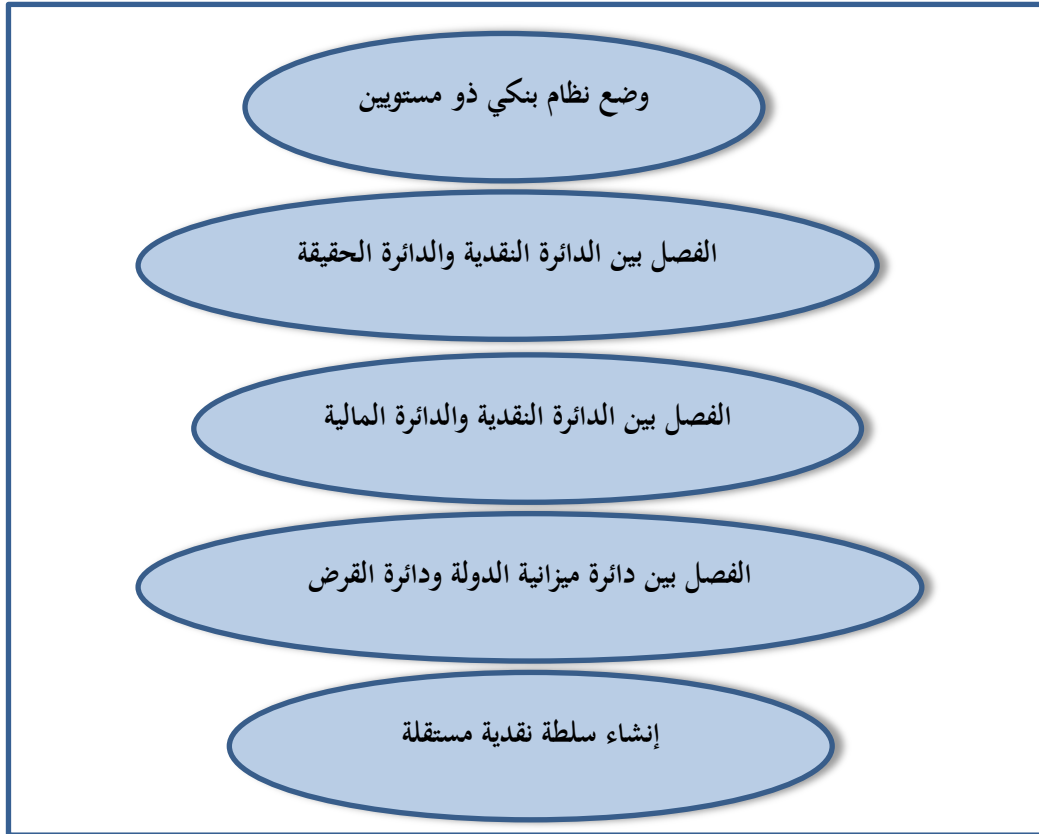 وضع نظام بنكي ذو مستويين
الفصل بين الدائرة النقدية والدائرة الحقيقة
الفصل بين الدائرة النقدية والدائرة المالية
الفصل بين دائرة ميزانية الدولة ودائرة القرض
إنشاء سلطة نقدية مستقلة